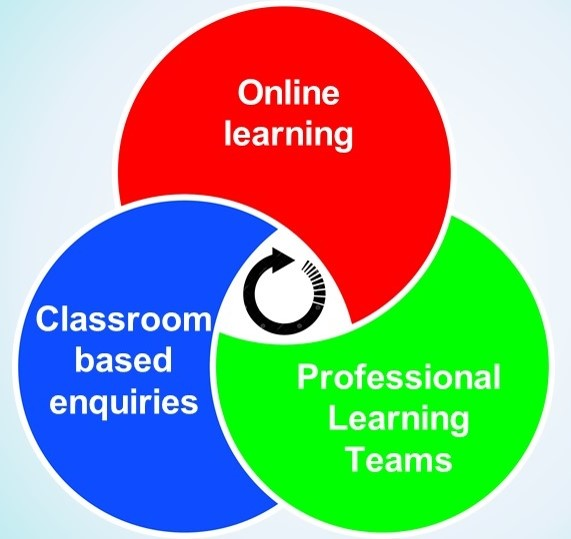 Online
learning
Classroom
based
enquiries
Professional
Learning
Teams